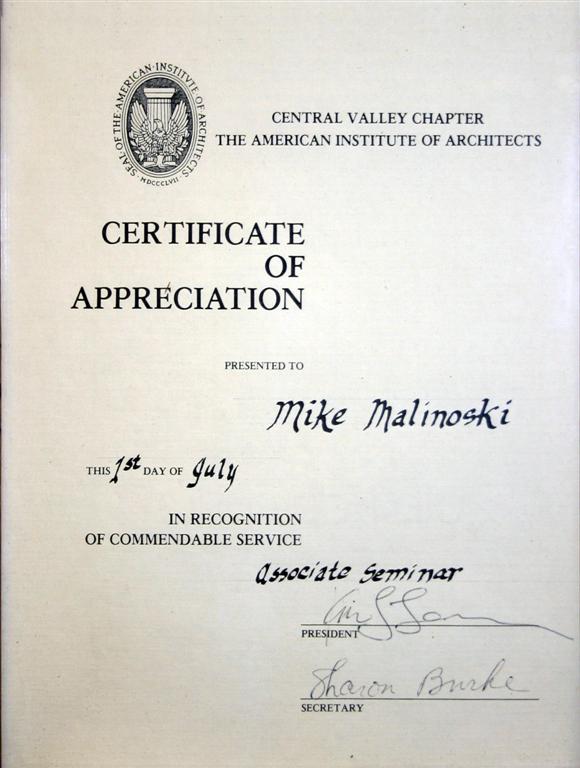 SEAL OF THE AMERICAN INSTITVTE OF ARCHITECTS
MDCCCLVII
CENTRAL VALLEY CHAPTER
THE AMERICAN INSTITUTE OF ARCHITECTS
CERTIFICATE
OF
APPRECIATION
PRESENTED TO
Mike Malinoski
THIS 1st DAY OF July
IN RECOGNITION
OF COMMENDABLE SERVICE
Associate Seminar
PRESIDENT
Sharon Burke
SECRETARY